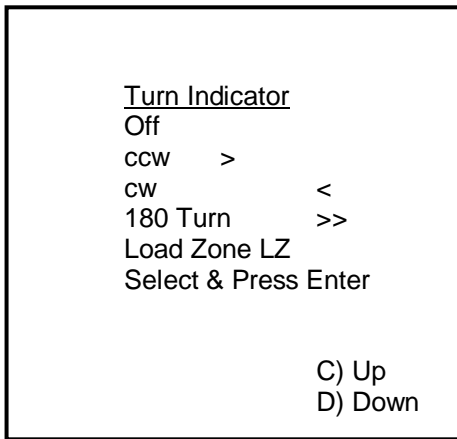 Turn Indicator
Off
ccw >
cw <
180 Turn >>
Load Zone LZ
Select & Press Enter
C) Up
D) Down